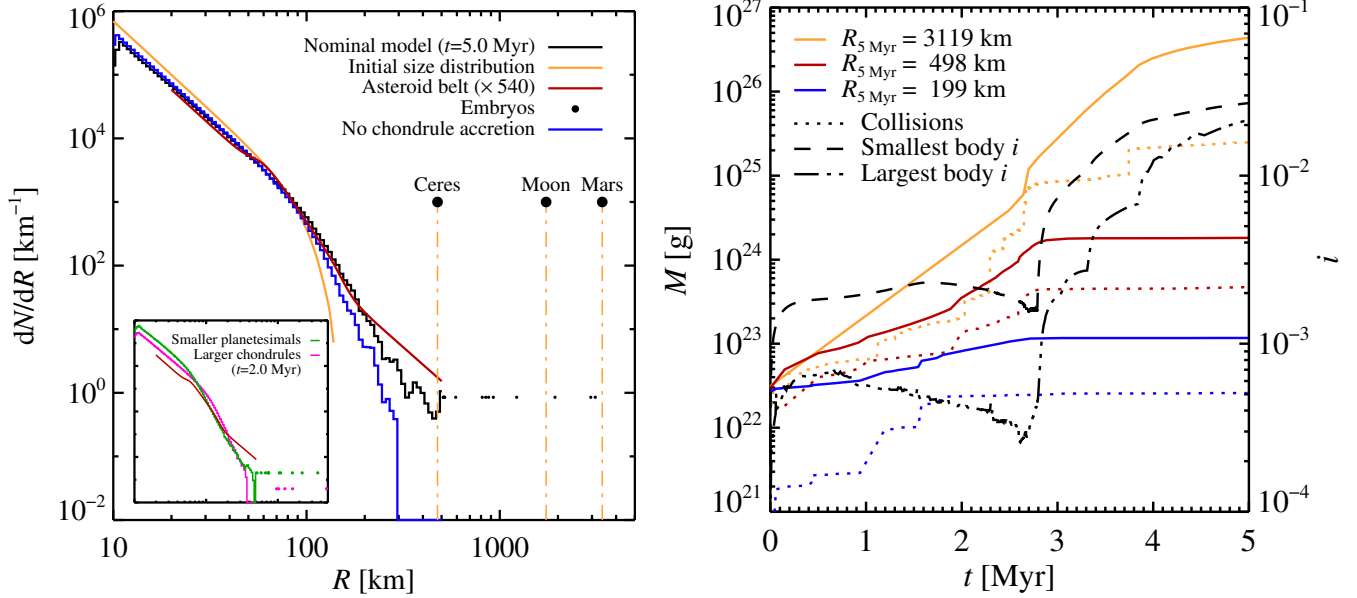 10^6
10^4
10^2
10^0
10^-2
dN/dR [km^-1]
Nominal model (t=5.0 Myr)
Initial size distribution
Asteroid belt (× 540)
Embryos
No chondrule accretion
Ceres
Moon
Mars
Smaller planetesimals
Larger chondrules
(t=2.0 Myr)
10
100
1000
R [km]
10^27
10^26
10^25
10^24
10^23
10^22
10^21
M [g]
R_5 Myr = 3119 km
R_5 Myr = 498 km
R_5 Myr = 199 km
Collisions
Smallest body i
Largest body i
10^-1
10^-2
10^-3
10^-4
i
0
1
2
3
4
5
t [Myr]